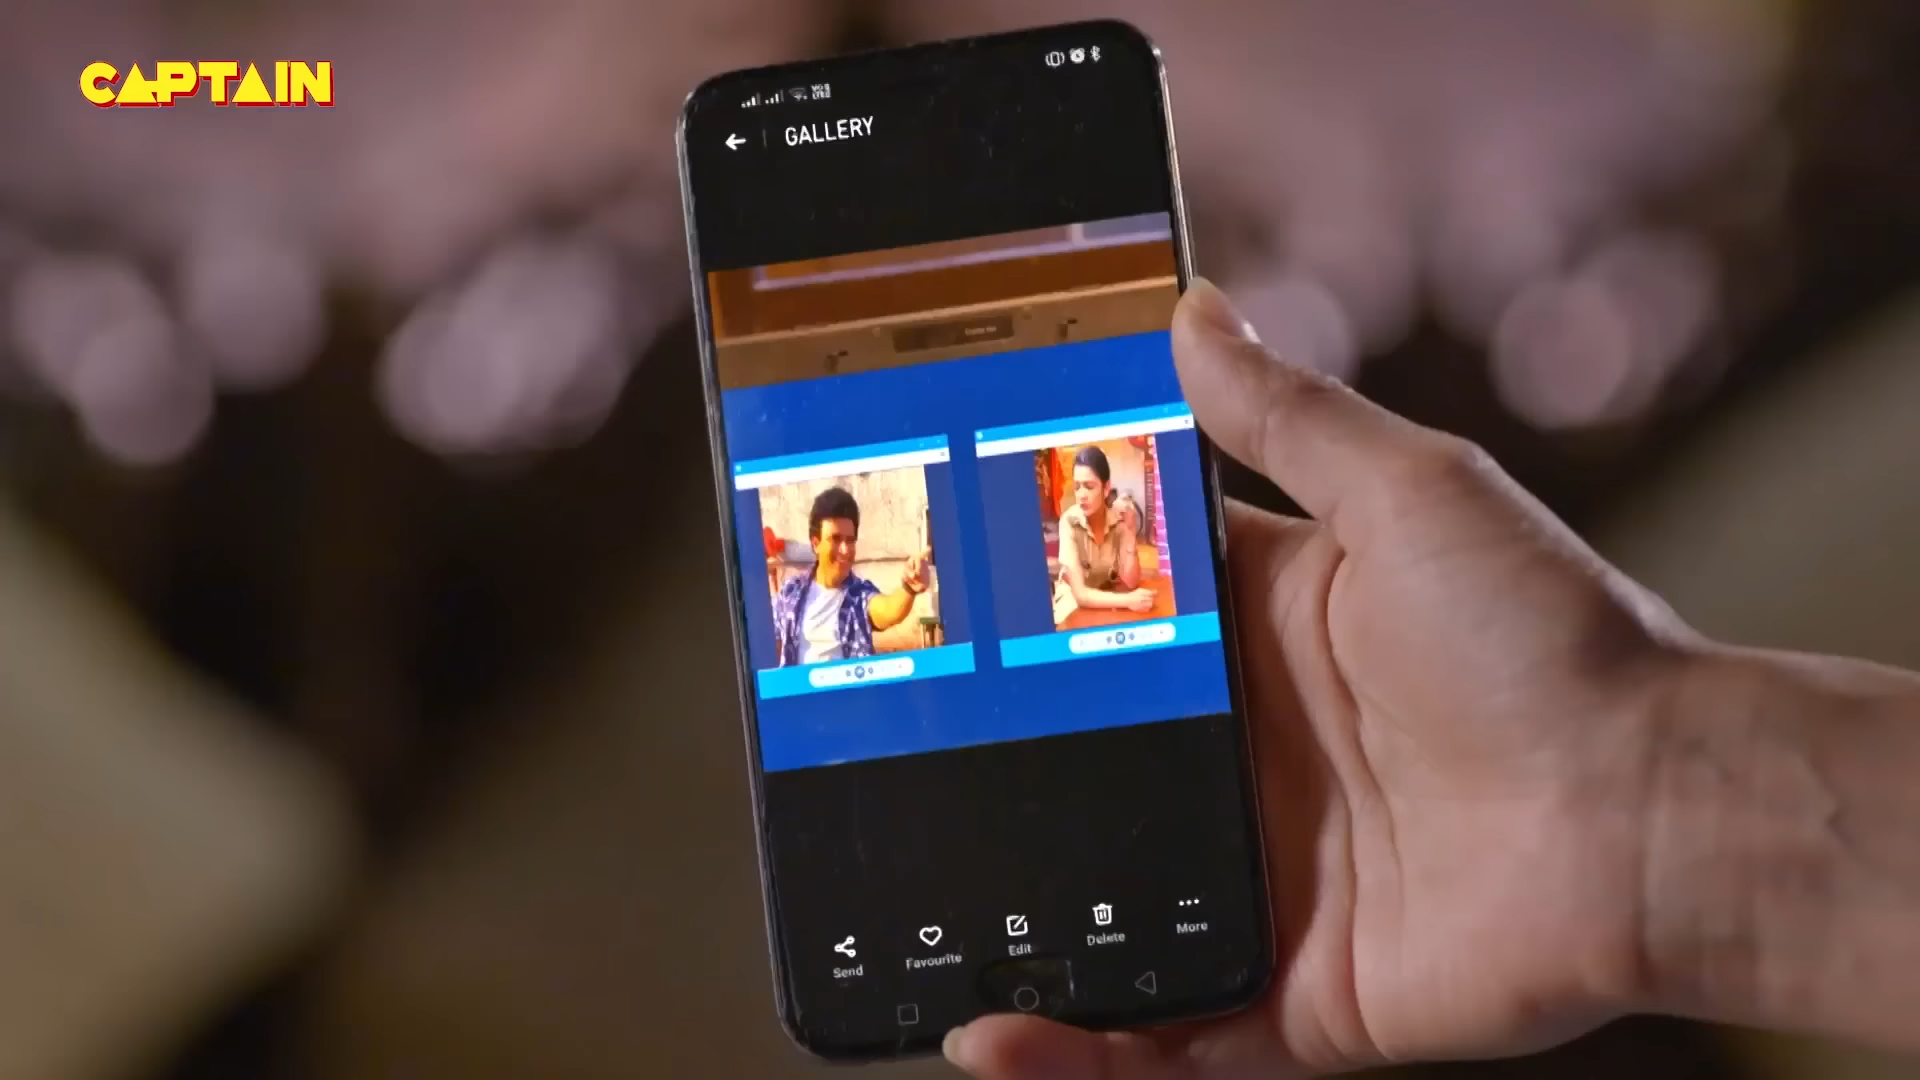 CAPTAIN
GALLERY
Send
Favourite
Edit
Delete
More